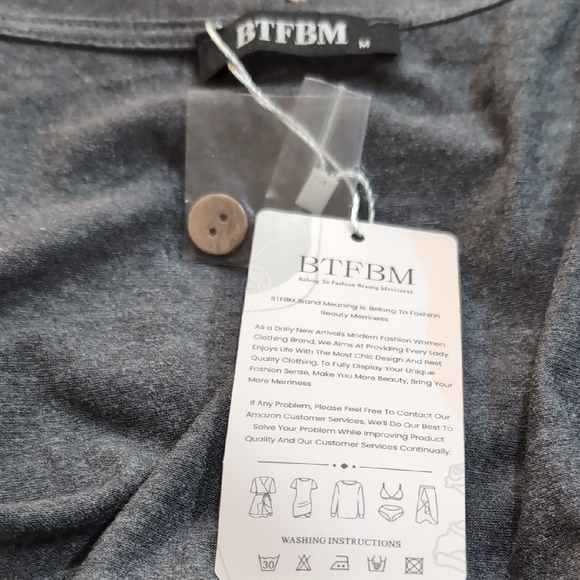 BTFBM M
BTFBM
Belong To Fashion Beauty Merriness
BTFBM Brand Meaning Is: Belong To Fashion
Beauty Merriness.
As a Daily New Arrivals Modern Fashion Women
Clothing Brand, We Aims At Providing Every Lady
Enjoys Life With The Most Chic Design And Best
Quality Clothing, To Fully Display Your Unique
Fashion Sense, Make You More Beauty, Bring Your
More Merriness.
If Any Problem, Please Feel Free To Contact Our
Amazon Customer Services, We'll Do Our Best To
Solve Your Problem While Improving Product
Quality And Our Customer Services Continually.
WASHING INSTRUCTIONS
30